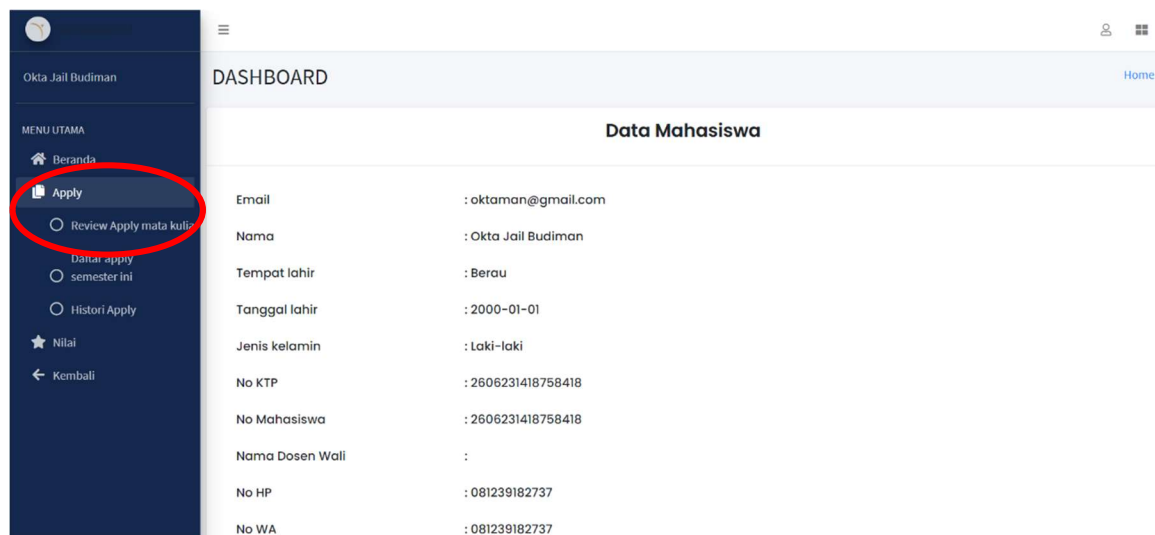 Okta Jail Budiman
MENU UTAMA
Beranda
Apply
Review Apply mata kulia
Daftar apply
semester ini
Histori Apply
Nilai
Kembali
DASHBOARD
Home
Data Mahasiswa
Email : oktaman@gmail.com
Nama : Okta Jail Budiman
Tempat lahir : Berau
Tanggal lahir : 2000-01-01
Jenis kelamin : Laki-laki
No KTP : 2606231418758418
No Mahasiswa : 2606231418758418
Nama Dosen Wali :
No HP : 081239182737
No WA : 081239182737